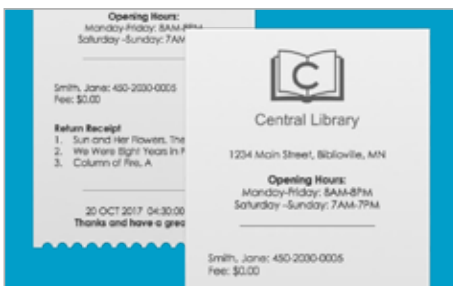 Opening Hours:
Monday-Friday: 8AM-8PM
Saturday -Sunday: 7AM
Smith, Jane: 450-2030-0005
Fee: $0.00
Return Receipt
1. Sun and Her Flowers, The
2. We Were Eight Years in P
3. Column of Fire, A
20 OCT 2017 04:30:00
Thanks and have a grea
C
Central Library
1234 Main Street, Biblioville, MN
Opening Hours:
Monday-Friday: 8AM-8PM
Saturday -Sunday: 7AM-7PM
Smith, Jane: 450-2030-0005
Fee: $0.00